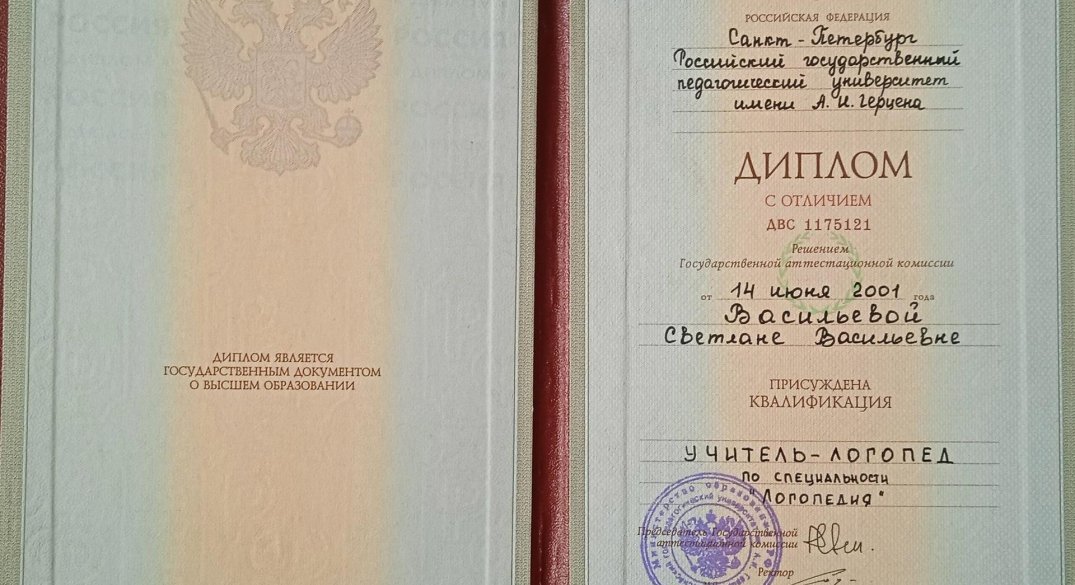 ДИПЛОМ ЯВЛЯЕТСЯ
ГОСУДАРСТВЕННЫМ ДОКУМЕНТОМ
О ВЫСШЕМ ОБРАЗОВАНИИ
РОССИЙСКАЯ ФЕДЕРАЦИЯ
Санкт-Петербург
Российский государственный
педагогический университет
имени А. И. Герцена
ДИПЛОМ
С ОТЛИЧИЕМ
ДВС 1175121
Решением
Государственной аттестационной комиссии
от 14 июня 2001 года
Васильевой
Светлане Васильевне
ПРИСУЖДЕНА
КВАЛИФИКАЦИЯ
УЧИТЕЛЬ-ЛОГОПЕД
ПО СПЕЦИАЛЬНОСТИ
"ЛОГОПЕДИЯ"
Председатель Государственной
аттестационной комиссии
Ректор